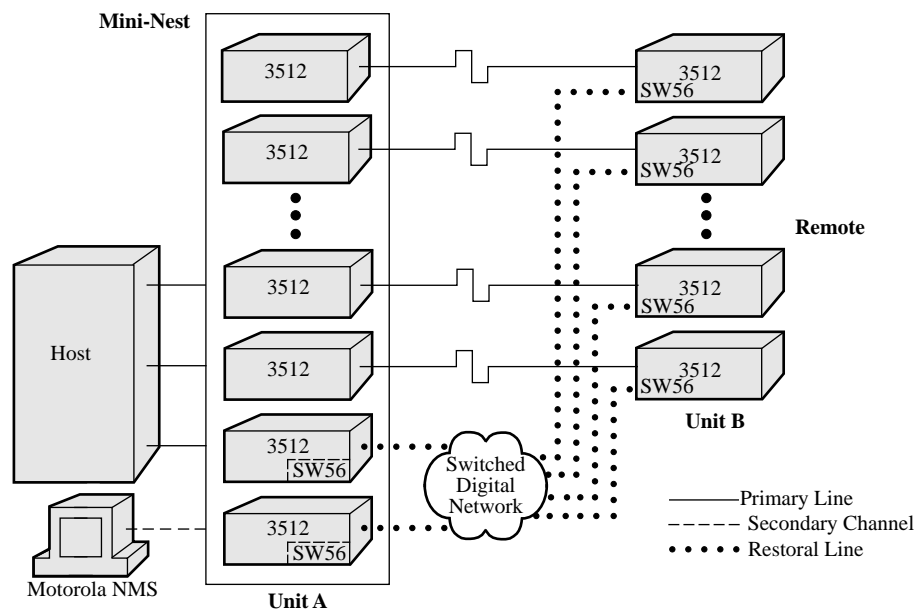 Mini-Nest
3512
3512
SW56
3512
3512
SW56
Remote
3512
3512
SW56
Host
3512
3512
SW56
Unit B
3512
SW56
Switched
Digital
Network
3512
SW56
Primary Line
Secondary Channel
Restoral Line
Motorola NMS
Unit A